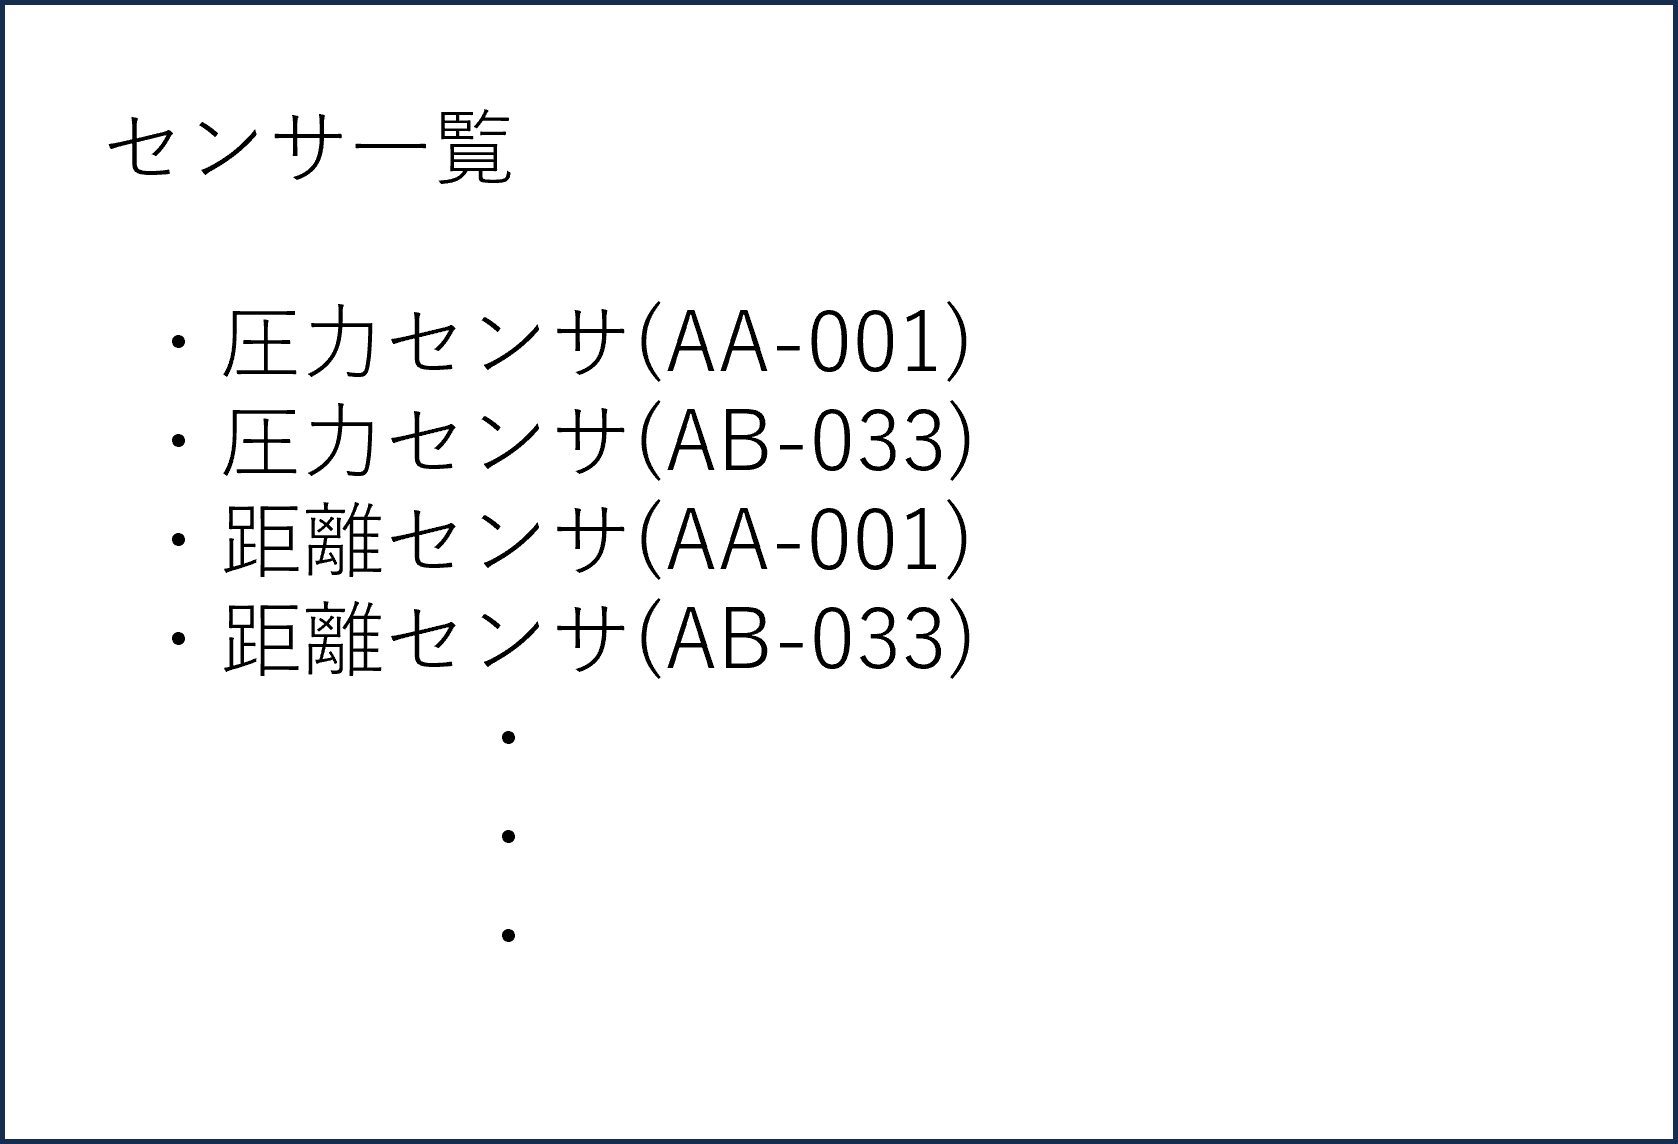 センサ一覧
・圧力センサ(AA-001)
・圧力センサ(AB-033)
・距離センサ(AA-001)
・距離センサ(AB-033)
・
・
・